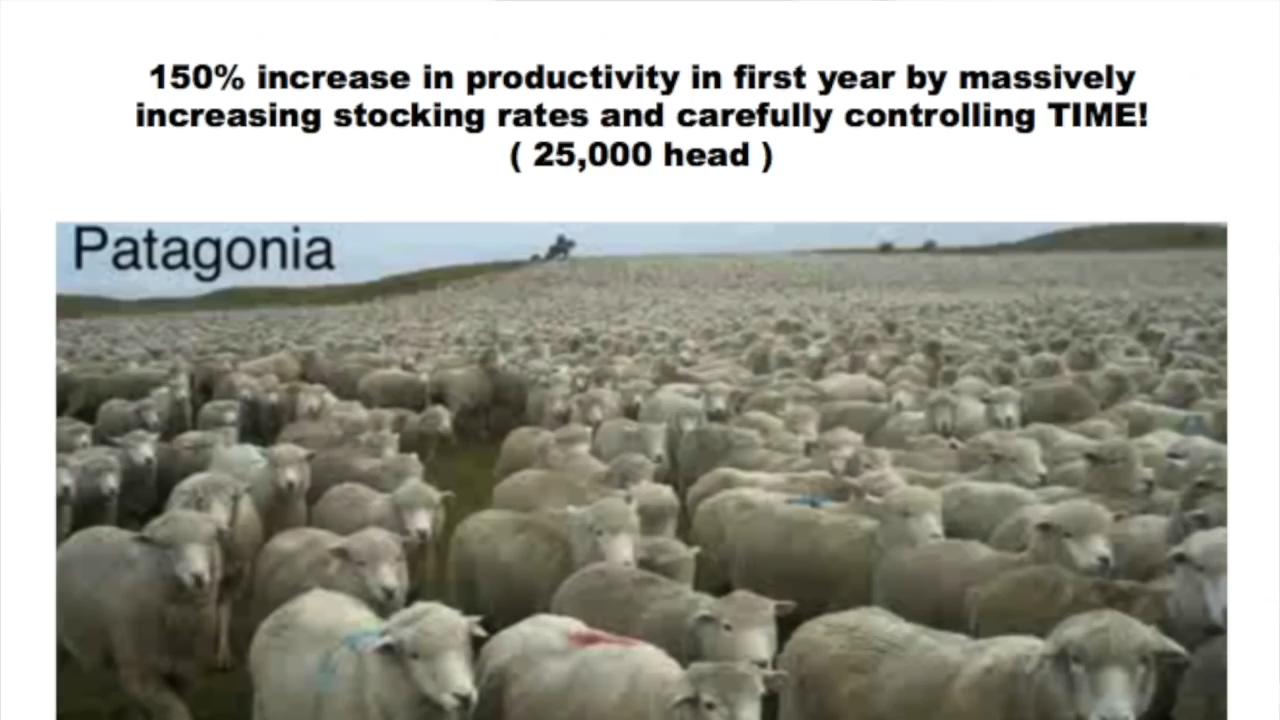 150% increase in productivity in first year by massively
increasing stocking rates and carefully controlling TIME!
( 25,000 head )
Patagonia